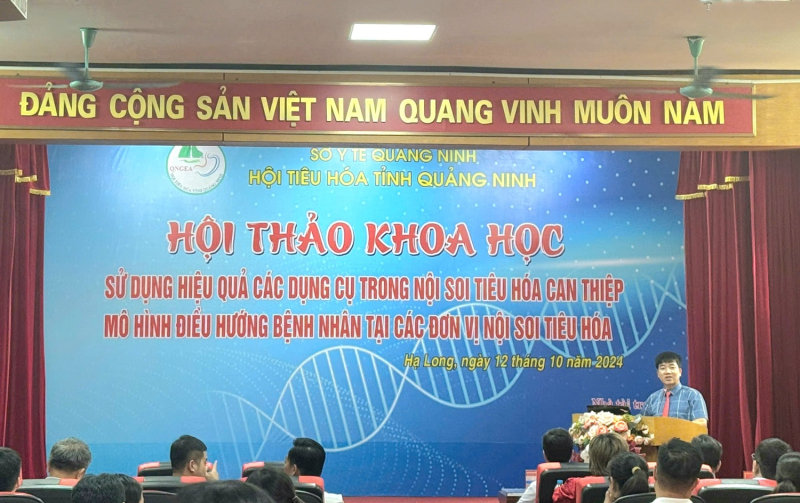 ĐẢNG CỘNG SẢN VIỆT NAM QUANG VINH MUÔN NĂM
SỞ Y TẾ QUẢNG NINH
HỘI TIÊU HÓA TỈNH QUẢNG NINH
QNGEA
HỘI THẢO KHOA HỌC
SỬ DỤNG HIỆU QUẢ CÁC DỤNG CỤ TRONG NỘI SOI TIÊU HÓA CAN THIỆP
MÔ HÌNH ĐIỀU HƯỚNG BỆNH NHÂN TẠI CÁC ĐƠN VỊ NỘI SOI TIÊU HÓA
Hạ Long, ngày 12 tháng 10 năm 2024
Nhà tài